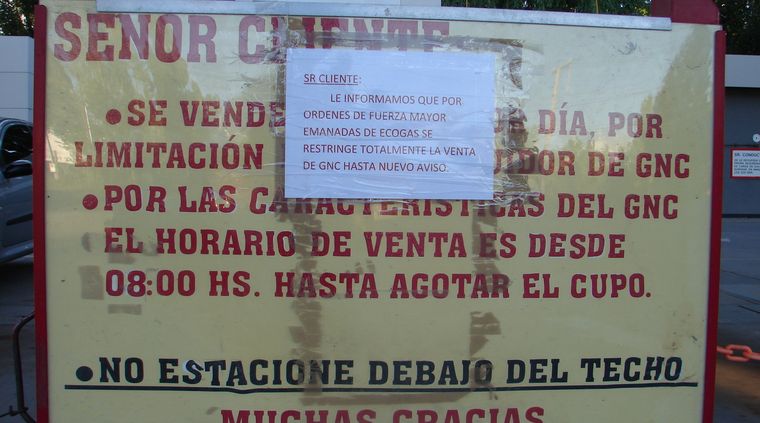 SEÑOR CLIENTE
SR CLIENTE:
LE INFORMAMOS QUE POR
ORDENES DE FUERZA MAYOR
EMANADAS DE ECOGAS SE
RESTRINGE TOTALMENTE LA VENTA
DE GNC HASTA NUEVO AVISO.
•SE VENDE DÍA, POR
LIMITACIÓN DE GNC
•POR LAS CARACTERÍSTICAS DEL GNC
EL HORARIO DE VENTA ES DESDE
08:00 HS. HASTA AGOTAR EL CUPO.
•NO ESTACIONE DEBAJO DEL TECHO
MUCHAS GRACIAS